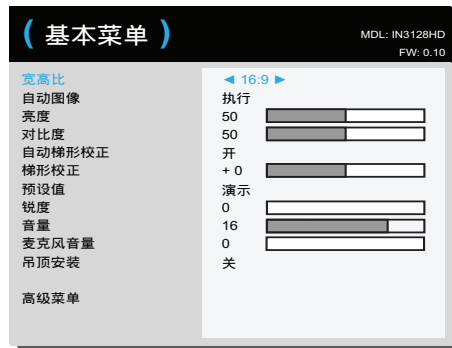 ( 基本菜单 )
MDL: IN3128HD
FW: 0.10
宽高比 ◄ 16:9 ►
自动图像 执行
亮度 50
对比度 50
自动梯形校正 开
梯形校正 + 0
预设值 演示
锐度 0
音量 16
麦克风音量 0
吊顶安装 关
高级菜单